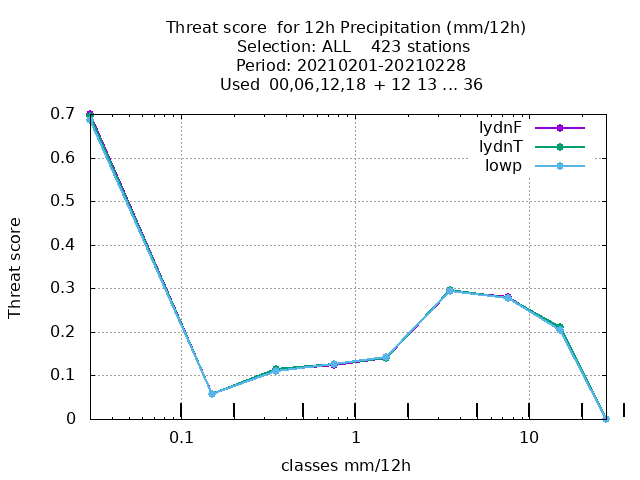 Threat score  for 12h Precipitation (mm/12h)
Selection: ALL    423 stations
Period: 20210201-20210228
Used  00,06,12,18  + 12 13 ... 36
lydnF
lydnT
lowp
0.7
0.6
0.5
0.4
0.3
0.2
0.1
0
Threat score
0.1
1
10
classes mm/12h